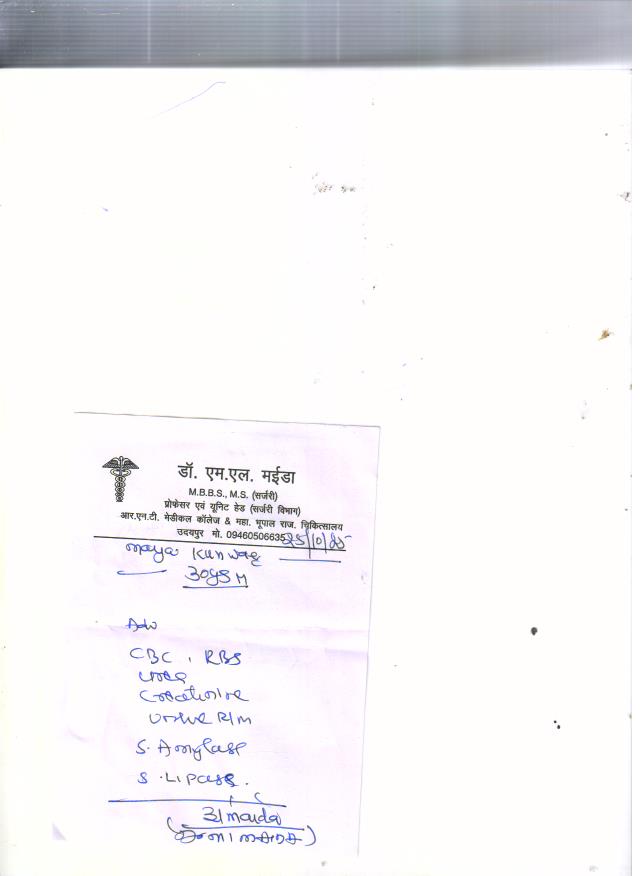 डॉ. एम.एल. मईडा
M.B.B.S., M.S. (सर्जरी)
प्रोफेसर एवं यूनिट हेड (सर्जरी विभाग)
आर.एन.टी. मेडीकल कॉलेज & महा. भूपाल राज. चिकित्सालय
उदयपुर मो. 09460506635 25/10/25
maya Kunwar
30ys
Adv
CBC, RBS
urea
Creatinine
Urine R/M
S. Amylase
S. Lipase.